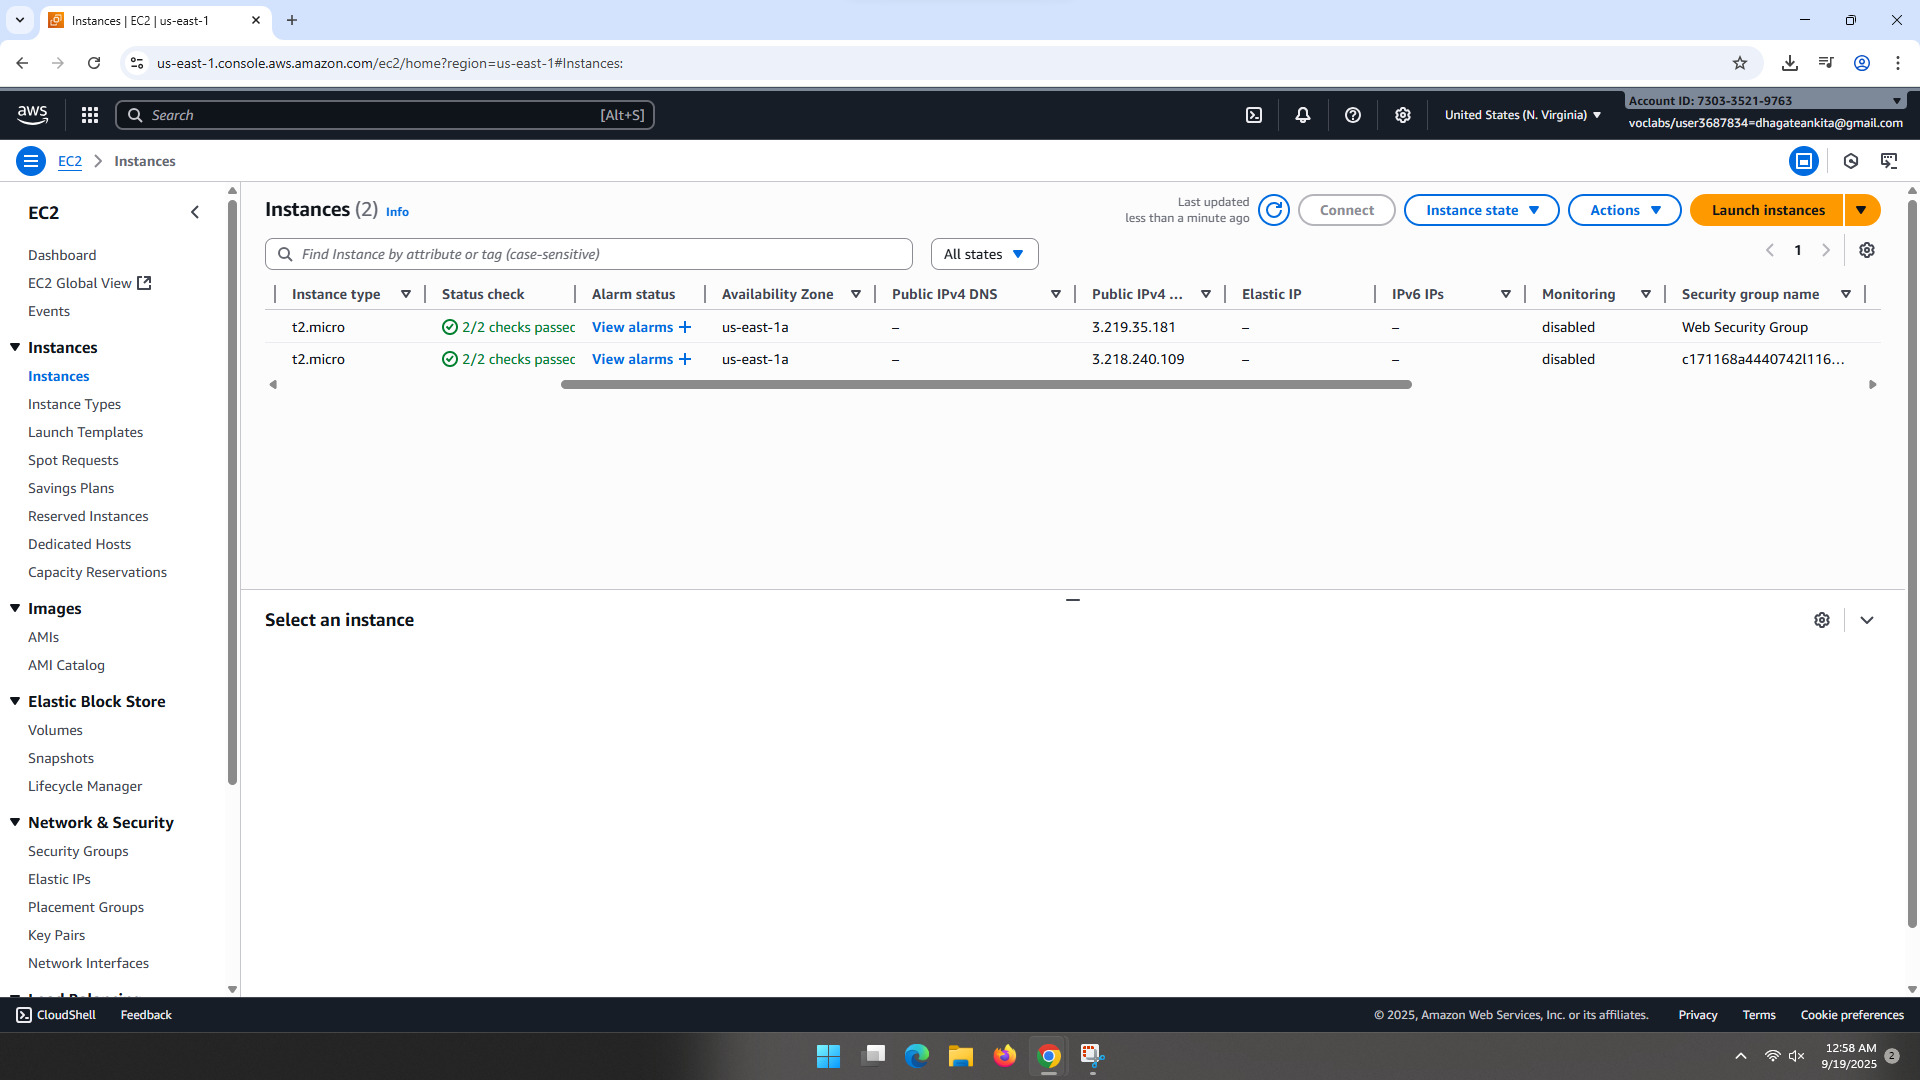 Instances | EC2 | us-east-1
us-east-1.console.aws.amazon.com/ec2/home?region=us-east-1#Instances:
aws
Search
[Alt+S]
United States (N. Virginia)
Account ID: 7303-3521-9763
voclabs/user3687834=dhagateankita@gmail.com
EC2
Instances
EC2
Dashboard
EC2 Global View
Events
Instances
Instances
Instance Types
Launch Templates
Spot Requests
Savings Plans
Reserved Instances
Dedicated Hosts
Capacity Reservations
Images
AMIs
AMI Catalog
Elastic Block Store
Volumes
Snapshots
Lifecycle Manager
Network & Security
Security Groups
Elastic IPs
Placement Groups
Key Pairs
Network Interfaces
Instances (2) Info
Last updated
less than a minute ago
Connect
Instance state
Actions
Launch instances
Find Instance by attribute or tag (case-sensitive)
All states
1
Instance type Status check Alarm status Availability Zone Public IPv4 DNS Public IPv4 ... Elastic IP IPv6 IPs Monitoring Security group name
t2.micro 2/2 checks passed View alarms + us-east-1a – 3.219.35.181 – – disabled Web Security Group
t2.micro 2/2 checks passed View alarms + us-east-1a – 3.218.240.109 – – disabled c171168a4440742l116...
Select an instance
CloudShell
Feedback
© 2025, Amazon Web Services, Inc. or its affiliates.
Privacy
Terms
Cookie preferences
12:58 AM
9/19/2025
2